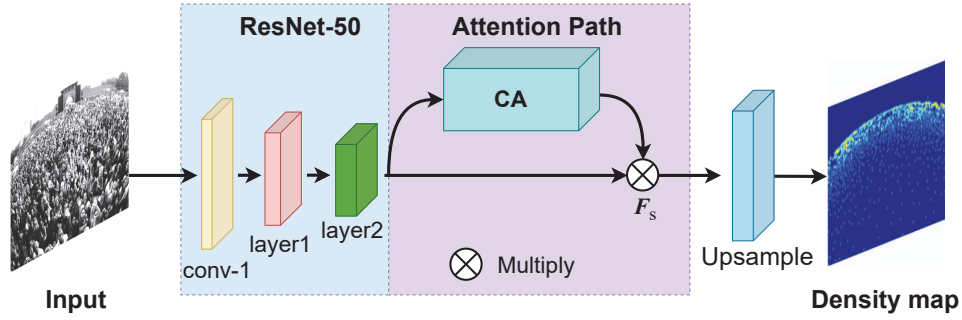 ResNet-50
Attention Path
CA
F_s
conv-1
layer1
layer2
Multiply
Upsample
Input
Density map